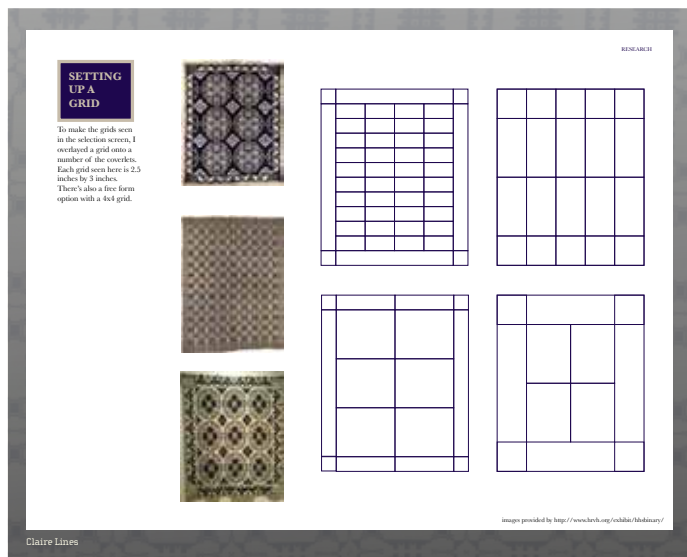 RESEARCH
SETTING
UP A
GRID
To make the grids seen
in the selection screen, I
overlayed a grid onto a
number of the coverlets.
Each grid seen here is 2.5
inches by 3 inches.
There's also a free form
option with a 4x4 grid.
images provided by http://www.hrvh.org/exhibit/hhsbinary/
Claire Lines